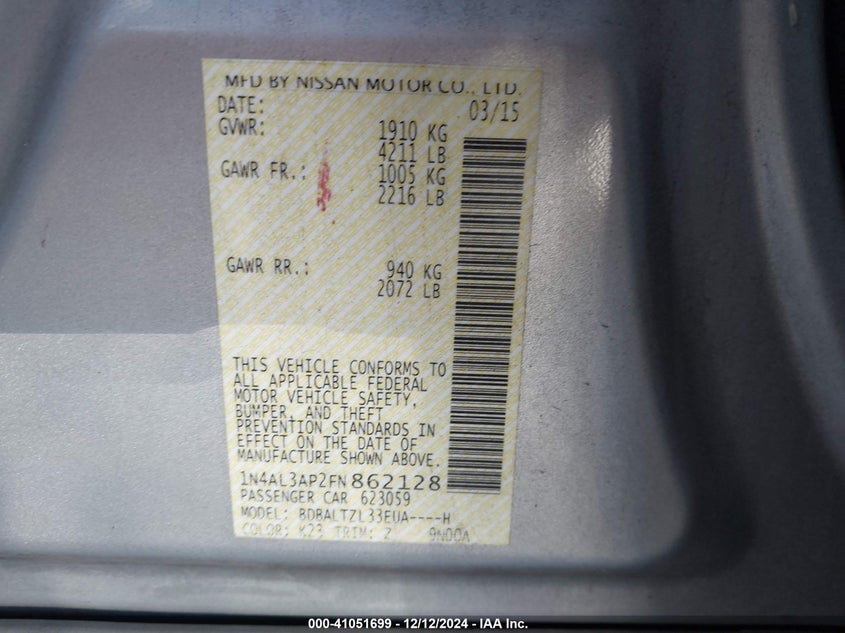 MFD BY NISSAN MOTOR CO., LTD.
DATE: 03/15
GVWR: 1910 KG
4211 LB
GAWR FR.: 1005 KG
2216 LB
GAWR RR.: 940 KG
2072 LB
THIS VEHICLE CONFORMS TO
ALL APPLICABLE FEDERAL
MOTOR VEHICLE SAFETY,
BUMPER, AND THEFT
PREVENTION STANDARDS IN
EFFECT ON THE DATE OF
MANUFACTURE SHOWN ABOVE.
1N4AL3AP2FN862128
PASSENGER CAR 623059
MODEL: BDBALTZL33EUA----H
COLOR: K23 TRIM: Z 9N00A
000-41051699 - 12/12/2024 - IAA Inc.